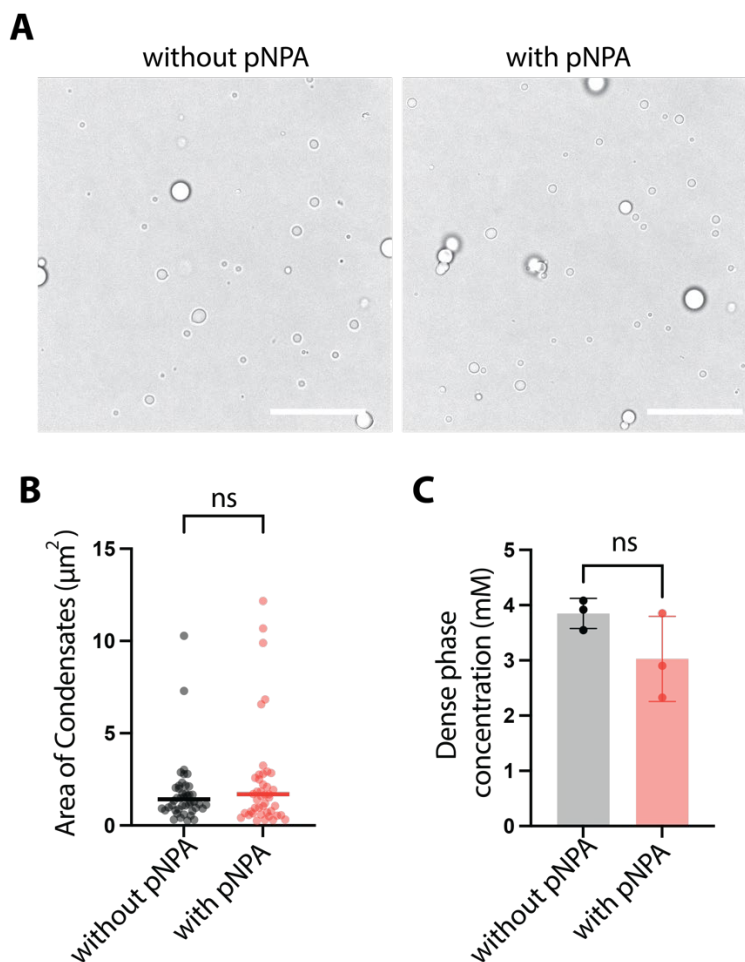 A
without pNPA
with pNPA
B
ns
Area of Condensates (µm²)
15
10
5
0
without pNPA
with pNPA
C
ns
Dense phase
concentration (mM)
5
4
3
2
1
0
without pNPA
with pNPA